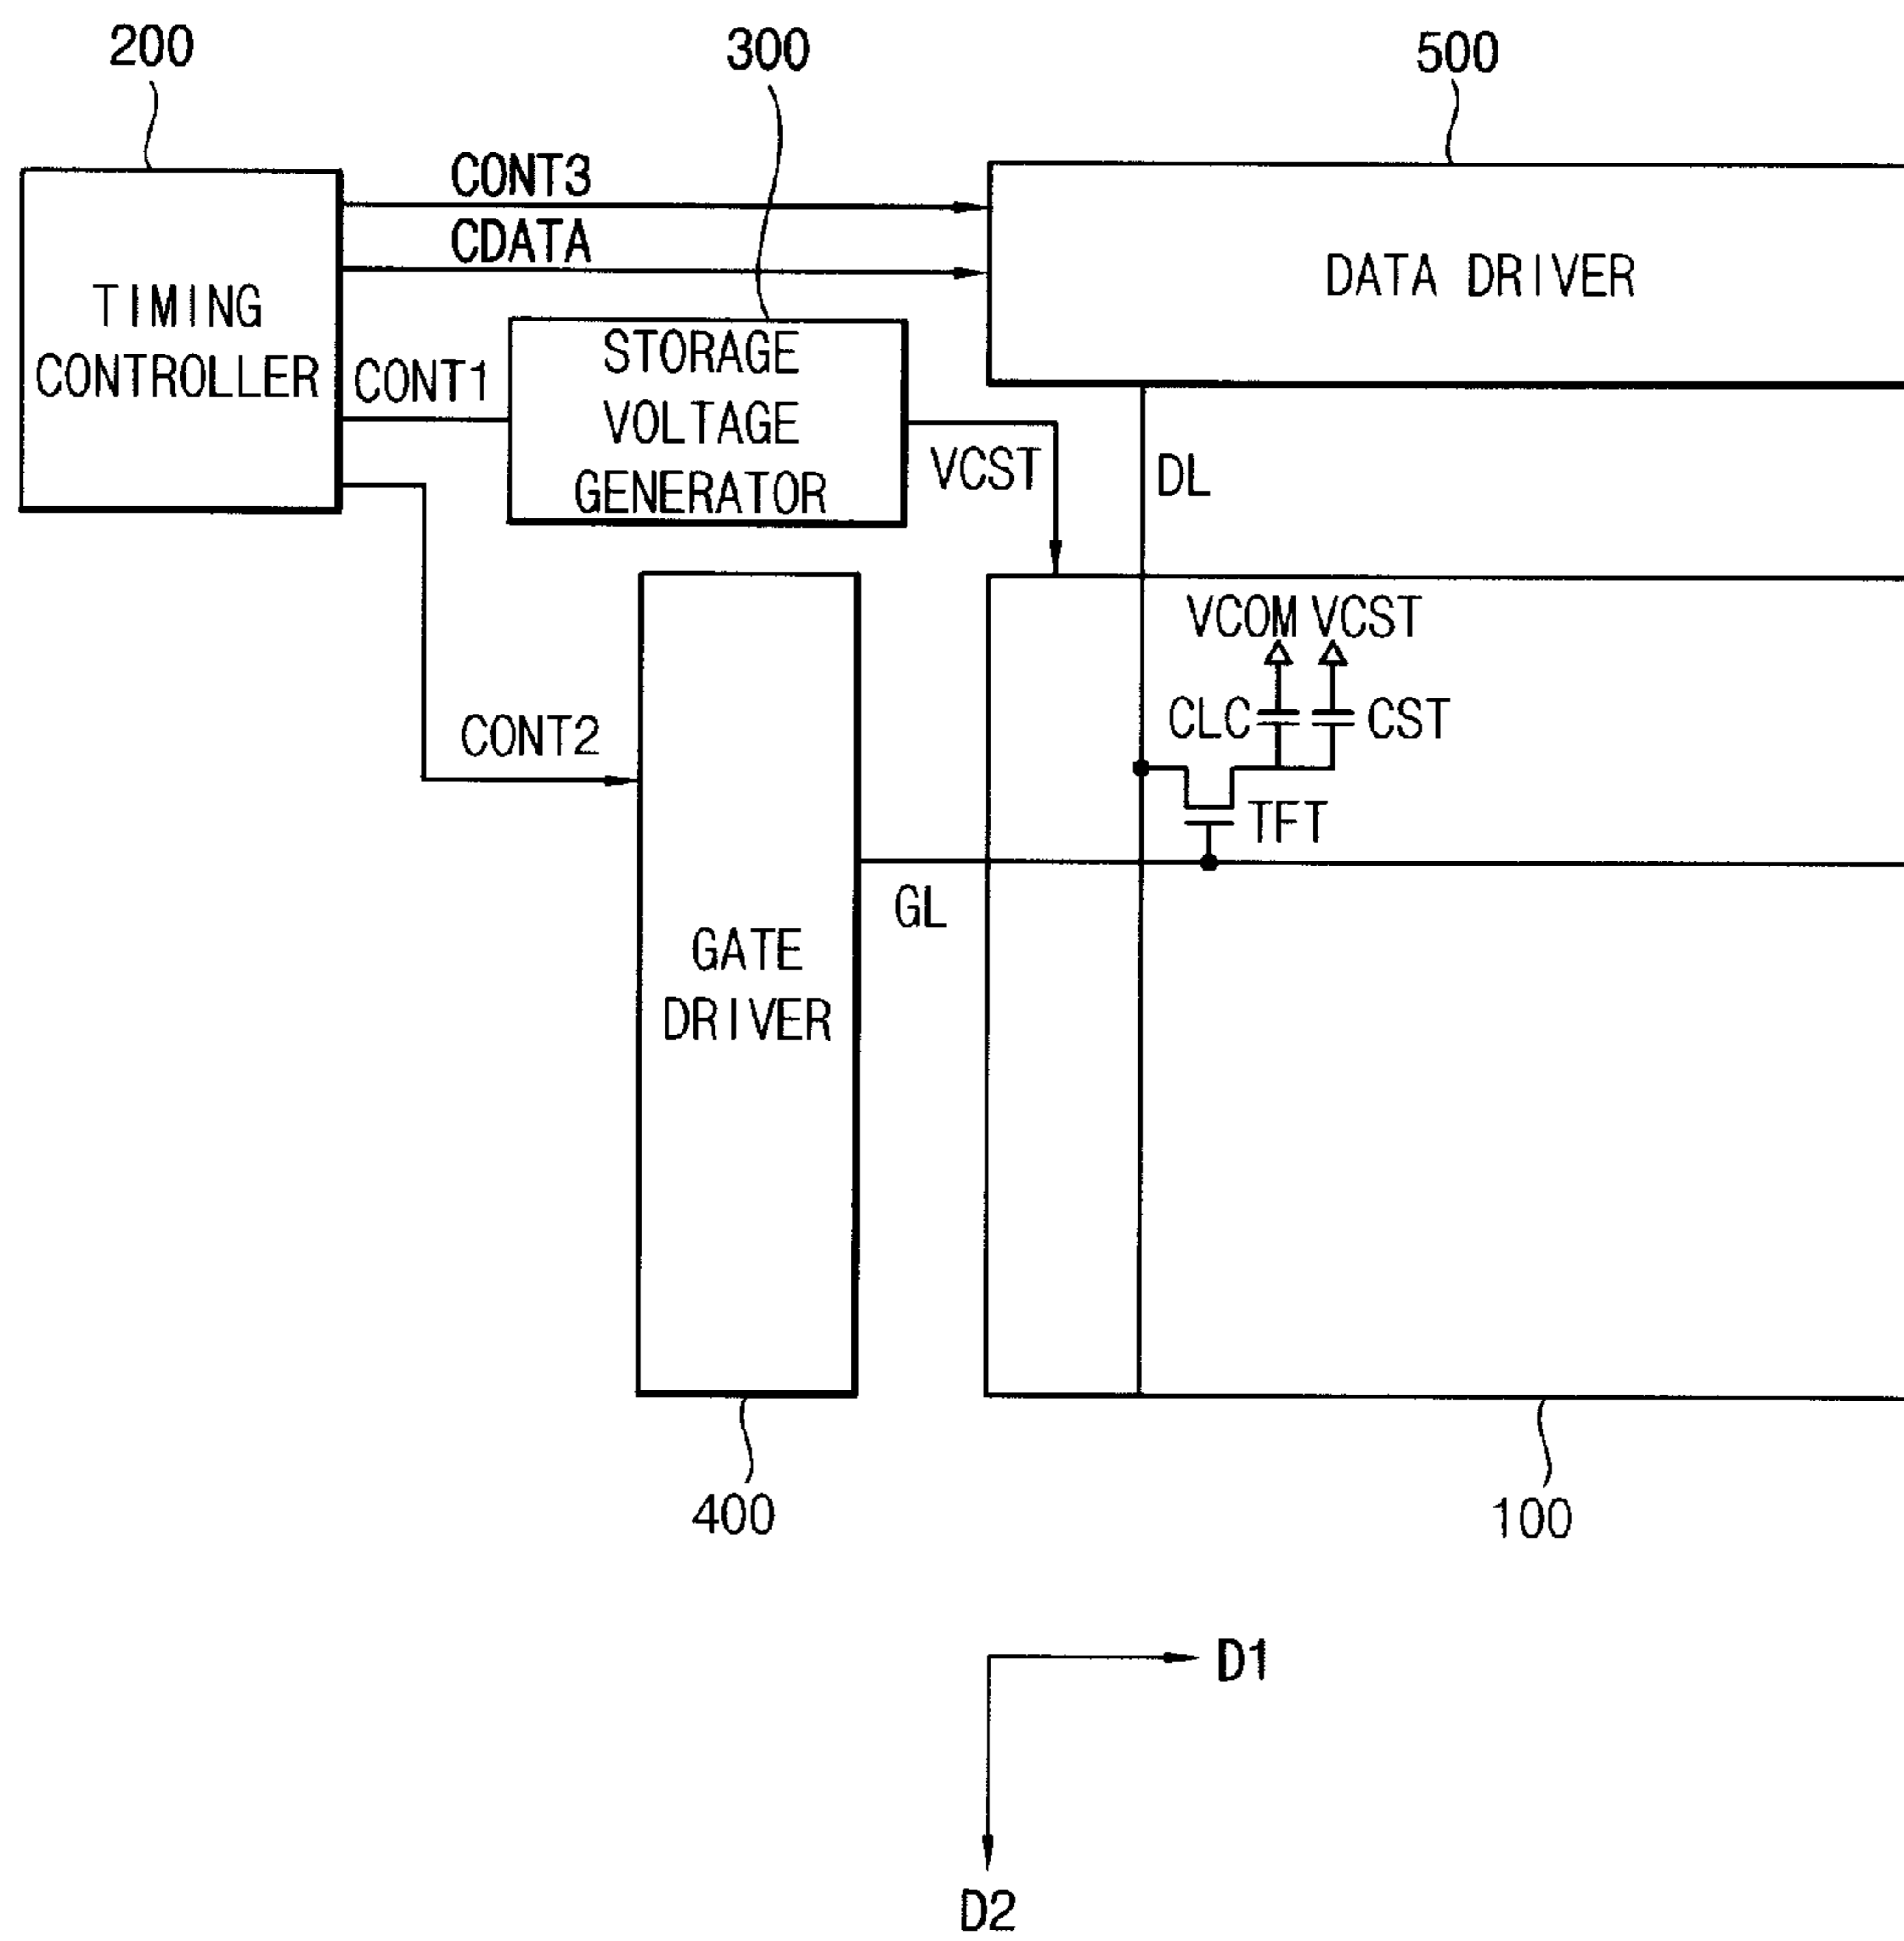 200
300
500
CONT3
CDATA
TIMING
CONTROLLER
CONT1
STORAGE
VOLTAGE
GENERATOR
DATA DRIVER
VCST
DL
VCOM VCST
CLC
CST
CONT2
TFT
GL
GATE
DRIVER
400
100
D1
D2